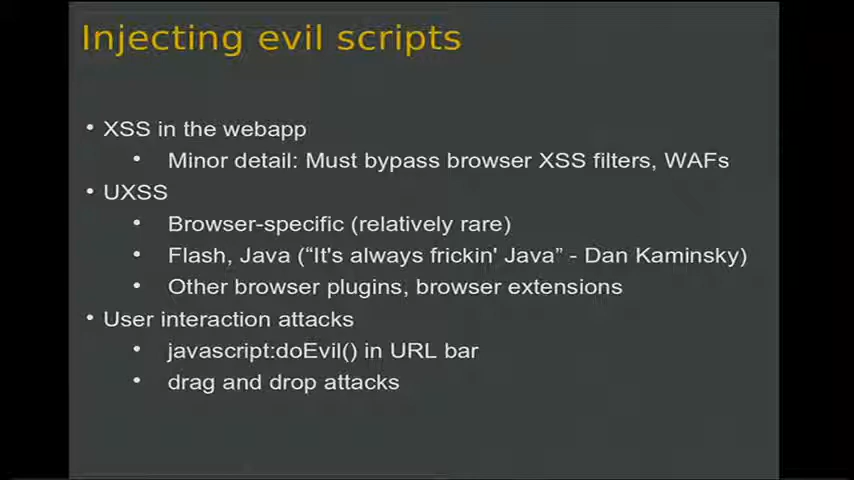 Injecting evil scripts
• XSS in the webapp
• Minor detail: Must bypass browser XSS filters, WAFs
• UXSS
• Browser-specific (relatively rare)
• Flash, Java (“It's always frickin' Java” - Dan Kaminsky)
• Other browser plugins, browser extensions
• User interaction attacks
• javascript:doEvil() in URL bar
• drag and drop attacks